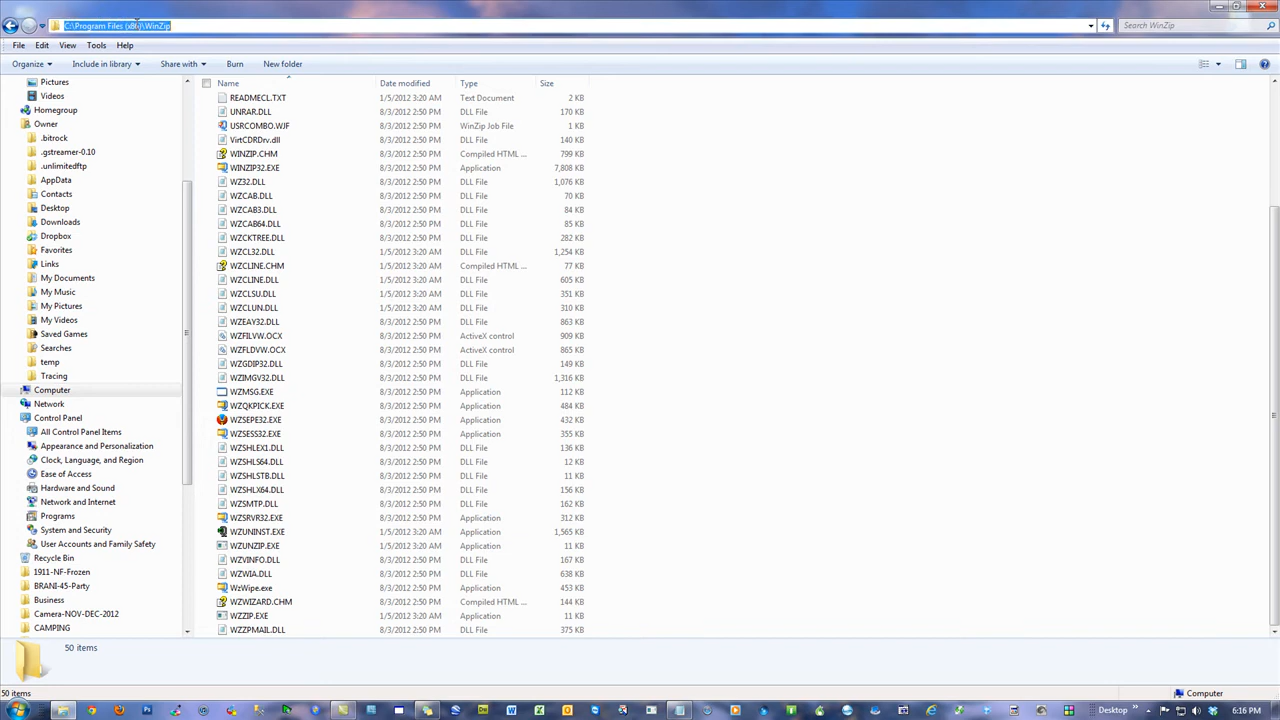 C:\Program Files (x86)\WinZip
Search WinZip
File Edit View Tools Help
Organize Include in library Share with Burn New folder
Pictures
Videos
Homegroup
Owner
.bitrock
.gstreamer-0.10
.unlimitedftp
AppData
Contacts
Desktop
Downloads
Dropbox
Favorites
Links
My Documents
My Music
My Pictures
My Videos
Saved Games
Searches
temp
Tracing
Computer
Network
Control Panel
All Control Panel Items
Appearance and Personalization
Clock, Language, and Region
Ease of Access
Hardware and Sound
Network and Internet
Programs
System and Security
User Accounts and Family Safety
Recycle Bin
1911-NF-Frozen
BRANI-45-Party
Business
Camera-NOV-DEC-2012
CAMPING
Name Date modified Type Size
READMECL.TXT 1/5/2012 3:20 AM Text Document 2 KB
UNRAR.DLL 8/3/2012 2:50 PM DLL File 170 KB
USRCOMBO.WJF 8/3/2012 2:50 PM WinZip Job File 1 KB
VirtCDRDrv.dll 8/3/2012 2:50 PM DLL File 140 KB
WINZIP.CHM 8/3/2012 2:50 PM Compiled HTML ... 799 KB
WINZIP32.EXE 8/3/2012 2:50 PM Application 7,808 KB
WZ32.DLL 8/3/2012 2:50 PM DLL File 1,076 KB
WZCAB.DLL 8/3/2012 2:50 PM DLL File 70 KB
WZCAB3.DLL 8/3/2012 2:50 PM DLL File 84 KB
WZCAB64.DLL 8/3/2012 2:50 PM DLL File 85 KB
WZCKTREE.DLL 8/3/2012 2:50 PM DLL File 282 KB
WZCL32.DLL 1/5/2012 3:20 AM DLL File 1,254 KB
WZCLINE.CHM 1/5/2012 3:20 AM Compiled HTML ... 77 KB
WZCLINE.DLL 1/5/2012 3:20 AM DLL File 605 KB
WZCLSU.DLL 1/5/2012 3:20 AM DLL File 351 KB
WZCLUN.DLL 1/5/2012 3:20 AM DLL File 310 KB
WZEAY32.DLL 8/3/2012 2:50 PM DLL File 863 KB
WZFILVW.OCX 8/3/2012 2:50 PM ActiveX control 909 KB
WZFLDVW.OCX 8/3/2012 2:50 PM ActiveX control 865 KB
WZGDIP32.DLL 8/3/2012 2:50 PM DLL File 149 KB
WZIMGV32.DLL 8/3/2012 2:50 PM DLL File 1,316 KB
WZMSG.EXE 8/3/2012 2:50 PM Application 112 KB
WZQKPICK.EXE 8/3/2012 2:50 PM Application 484 KB
WZSEPE32.EXE 8/3/2012 2:50 PM Application 432 KB
WZSESS32.EXE 8/3/2012 2:50 PM Application 355 KB
WZSHLEX1.DLL 8/3/2012 2:50 PM DLL File 136 KB
WZSHLS64.DLL 8/3/2012 2:50 PM DLL File 12 KB
WZSHLSTB.DLL 8/3/2012 2:50 PM DLL File 11 KB
WZSHLX64.DLL 8/3/2012 2:50 PM DLL File 156 KB
WZSMTP.DLL 8/3/2012 2:50 PM DLL File 162 KB
WZSRVR32.EXE 8/3/2012 2:50 PM Application 312 KB
WZUNINST.EXE 1/5/2012 3:20 AM Application 1,565 KB
WZUNZIP.EXE 1/5/2012 3:20 AM Application 11 KB
WZVINFO.DLL 8/3/2012 2:50 PM DLL File 167 KB
WZWIA.DLL 8/3/2012 2:50 PM DLL File 638 KB
WzWipe.exe 8/3/2012 2:50 PM Application 453 KB
WZWIZARD.CHM 8/3/2012 2:50 PM Compiled HTML ... 144 KB
WZZIP.EXE 1/5/2012 3:20 AM Application 11 KB
WZZPMAIL.DLL 8/3/2012 2:50 PM DLL File 375 KB
50 items
50 items Computer
Desktop 6:16 PM